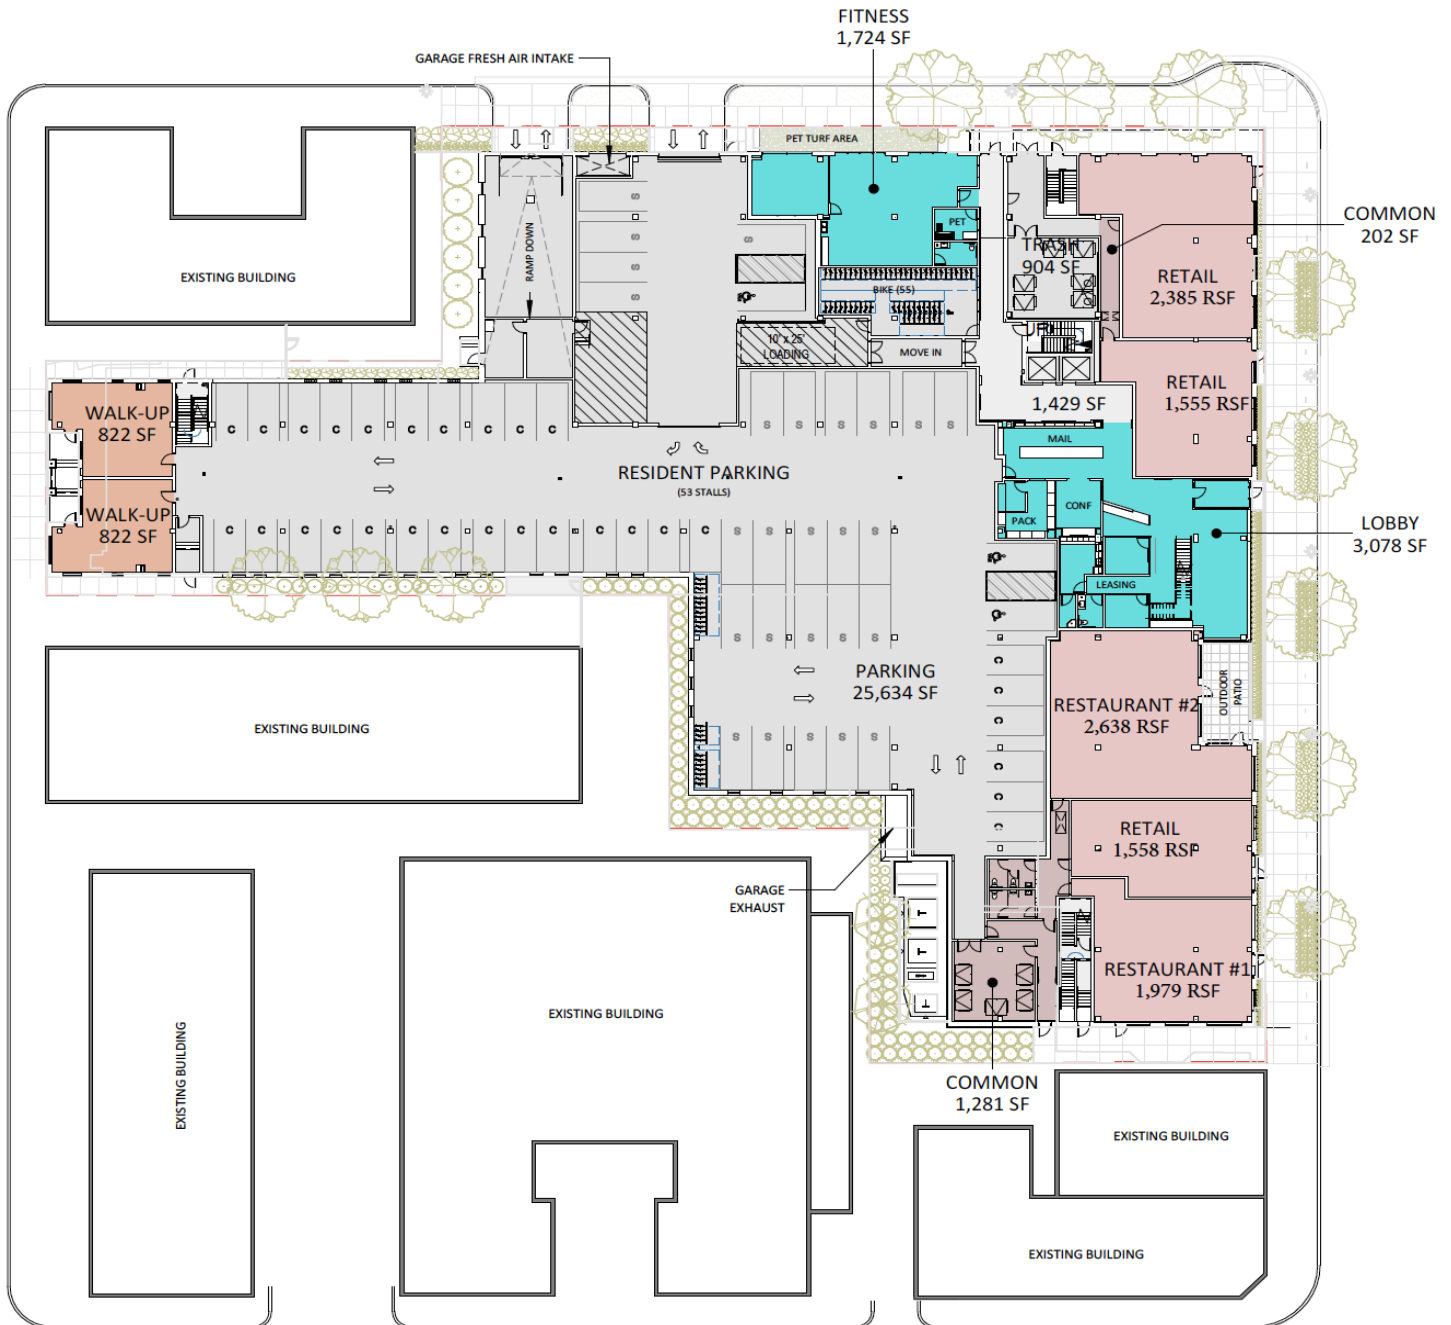 FITNESS
1,724 SF
GARAGE FRESH AIR INTAKE
PET TURF AREA
COMMON
202 SF
PET
TRASH
904 SF
EXISTING BUILDING
RAMP DOWN
RETAIL
2,385 RSF
BIKE (55)
UP
10' x 25'
LOADING
MOVE IN
RETAIL
1,555 RSF
WALK-UP
822 SF
1,429 SF
C C C C C C C C C C
S S S S S S S
MAIL
RESIDENT PARKING
(53 STALLS)
WALK-UP
822 SF
CONF
PACK
LOBBY
3,078 SF
C C C C C C C C C C C C C C
S S S S S
LEASING
S S S S S
PARKING
25,634 SF
RESTAURANT #2
2,638 RSF
OUTDOOR
PATIO
EXISTING BUILDING
S S S S S
C
C
C
C
C
C
RETAIL
1,558 RSF
GARAGE
EXHAUST
T
T
T
RESTAURANT #1
1,979 RSF
EXISTING BUILDING
EXISTING BUILDING
COMMON
1,281 SF
EXISTING BUILDING
EXISTING BUILDING